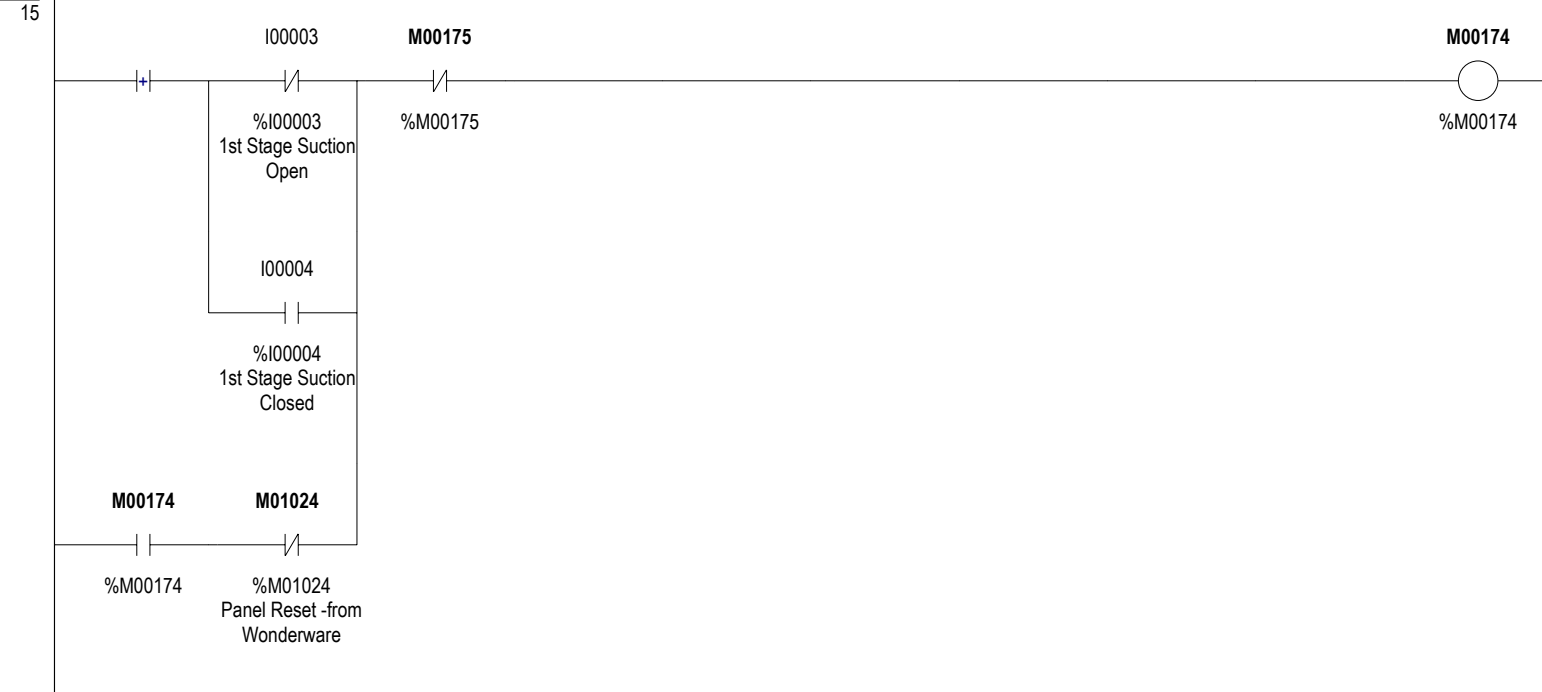 15
I00003
M00175
M00174
+
%I00003
%M00175
%M00174
1st Stage Suction
Open
I00004
%I00004
1st Stage Suction
Closed
M00174
M01024
%M00174
%M01024
Panel Reset -from
Wonderware